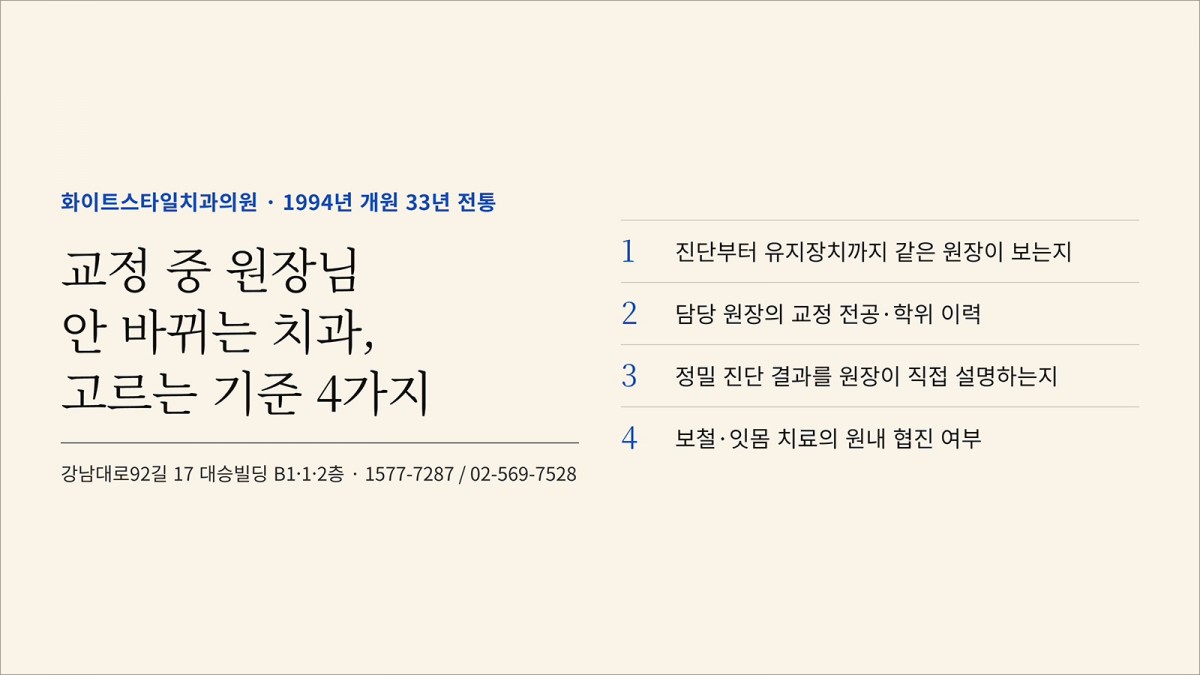 화이트스타일치과의원 · 1994년 개원 33년 전통
교정 중 원장님
안 바뀌는 치과,
고르는 기준 4가지
강남대로92길 17 대승빌딩 B1·1·2층 · 1577-7287 / 02-569-7528
1 진단부터 유지장치까지 같은 원장이 보는지
2 담당 원장의 교정 전공·학위 이력
3 정밀 진단 결과를 원장이 직접 설명하는지
4 보철·잇몸 치료의 원내 협진 여부